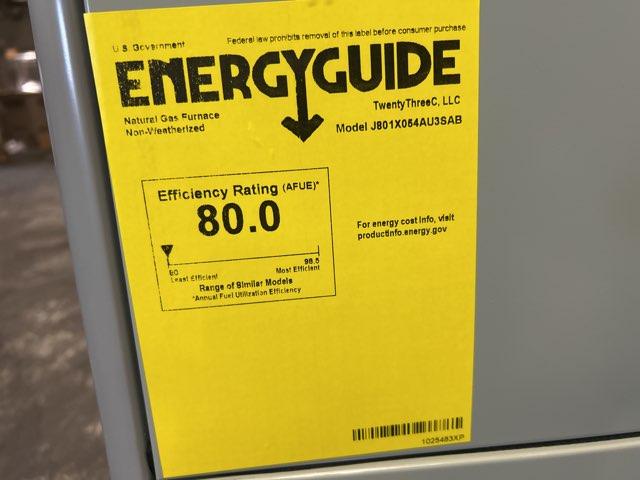 U.S. Government
Federal law prohibits removal of this label before consumer purchase
ENERGYGUIDE
Natural Gas Furnace
Non-Weatherized
TwentyThreeC, LLC
Model J801X054AU3SAB
Efficiency Rating (AFUE)*
80.0
80
98.5
Least Efficient
Most Efficient
Range of Similar Models
*Annual Fuel Utilization Efficiency
For energy cost info, visit
productinfo.energy.gov
1025483XP